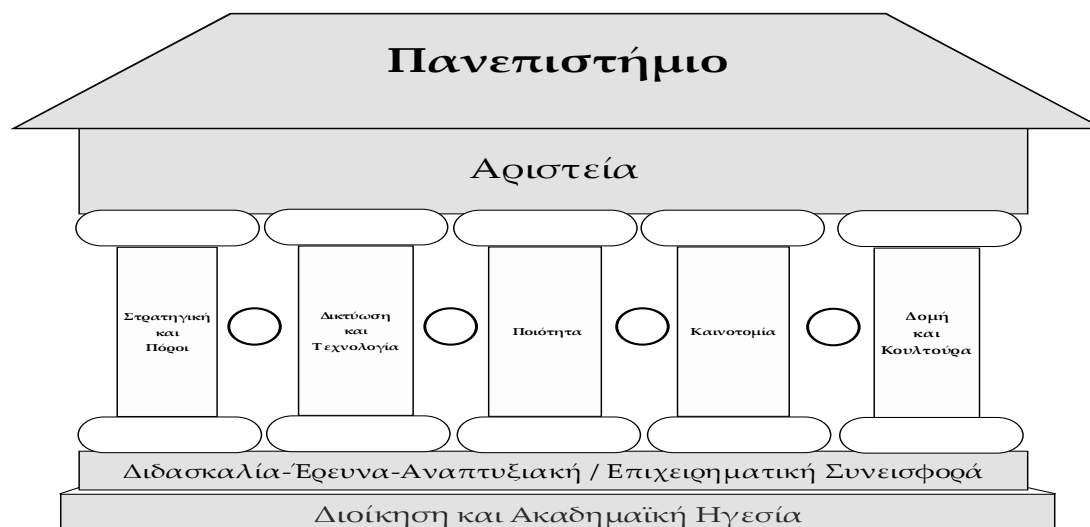 Πανεπιστήμιο
Αριστεία
Στρατηγική
και
Πόροι
Δικτύωση
και
Τεχνολογία
Ποιότητα
Καινοτομία
Δομή
και
Κουλτούρα
Διδασκαλία-Έρευνα-Αναπτυξιακή / Επιχειρηματική Συνεισφορά
Διοίκηση και Ακαδημαϊκή Ηγεσία